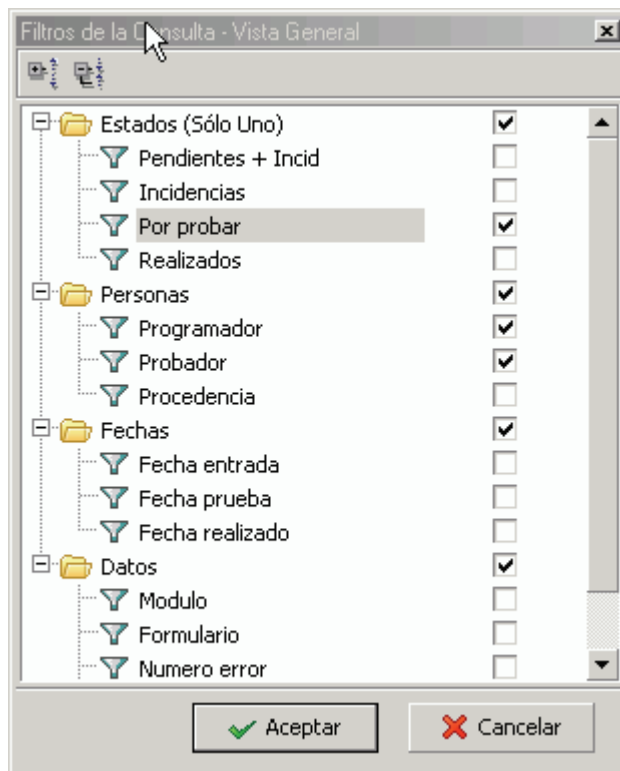 Filtros de la Consulta - Vista General
Estados (Sólo Uno)
Pendientes + Incid
Incidencias
Por probar
Realizados
Personas
Programador
Probador
Procedencia
Fechas
Fecha entrada
Fecha prueba
Fecha realizado
Datos
Modulo
Formulario
Numero error
Aceptar
Cancelar